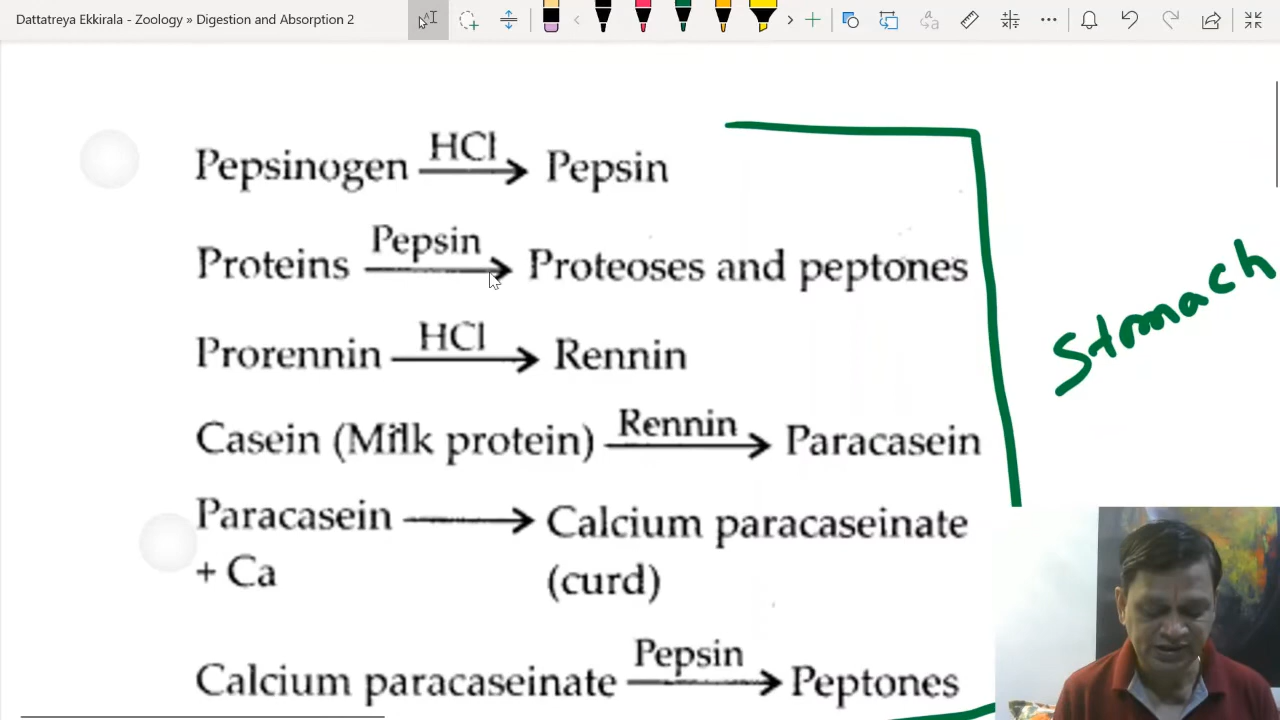 Dattatreya Ekkirala - Zoology » Digestion and Absorption 2
HCl
Pepsinogen → Pepsin
Pepsin
Proteins → Proteoses and peptones
HCl
Prorennin → Rennin
Rennin
Casein (Milk protein) → Paracasein
Paracasein → Calcium paracaseinate
+ Ca (curd)
Pepsin
Calcium paracaseinate → Peptones
Stomach